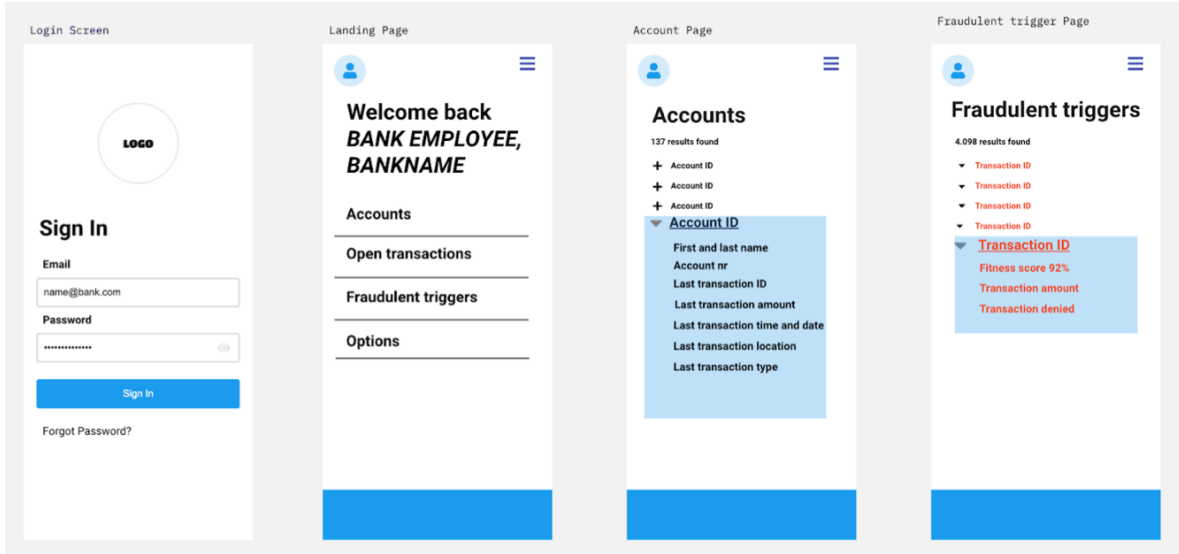 Login Screen
LOGO
Sign In
Email
name@bank.com
Password
Sign In
Forgot Password?
Landing Page
Welcome back
BANK EMPLOYEE,
BANKNAME
Accounts
Open transactions
Fraudulent triggers
Options
Account Page
Accounts
137 results found
Account ID
Account ID
Account ID
Account ID
First and last name
Account nr
Last transaction ID
Last transaction amount
Last transaction time and date
Last transaction location
Last transaction type
Fraudulent trigger Page
Fraudulent triggers
4.098 results found
Transaction ID
Transaction ID
Transaction ID
Transaction ID
Transaction ID
Fitness score 92%
Transaction amount
Transaction denied